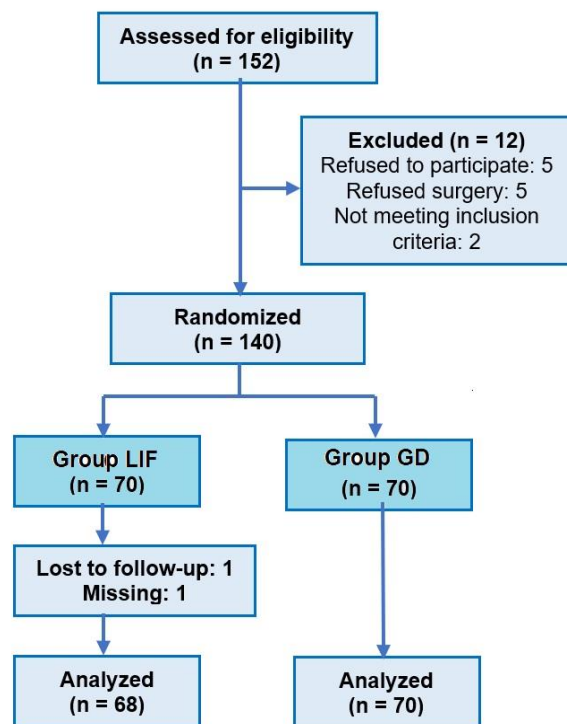 Assessed for eligibility
(n = 152)
Excluded (n = 12)
Refused to participate: 5
Refused surgery: 5
Not meeting inclusion
criteria: 2
Randomized
(n = 140)
Group LIF
(n = 70)
Group GD
(n = 70)
Lost to follow-up: 1
Missing: 1
Analyzed
(n = 68)
Analyzed
(n = 70)